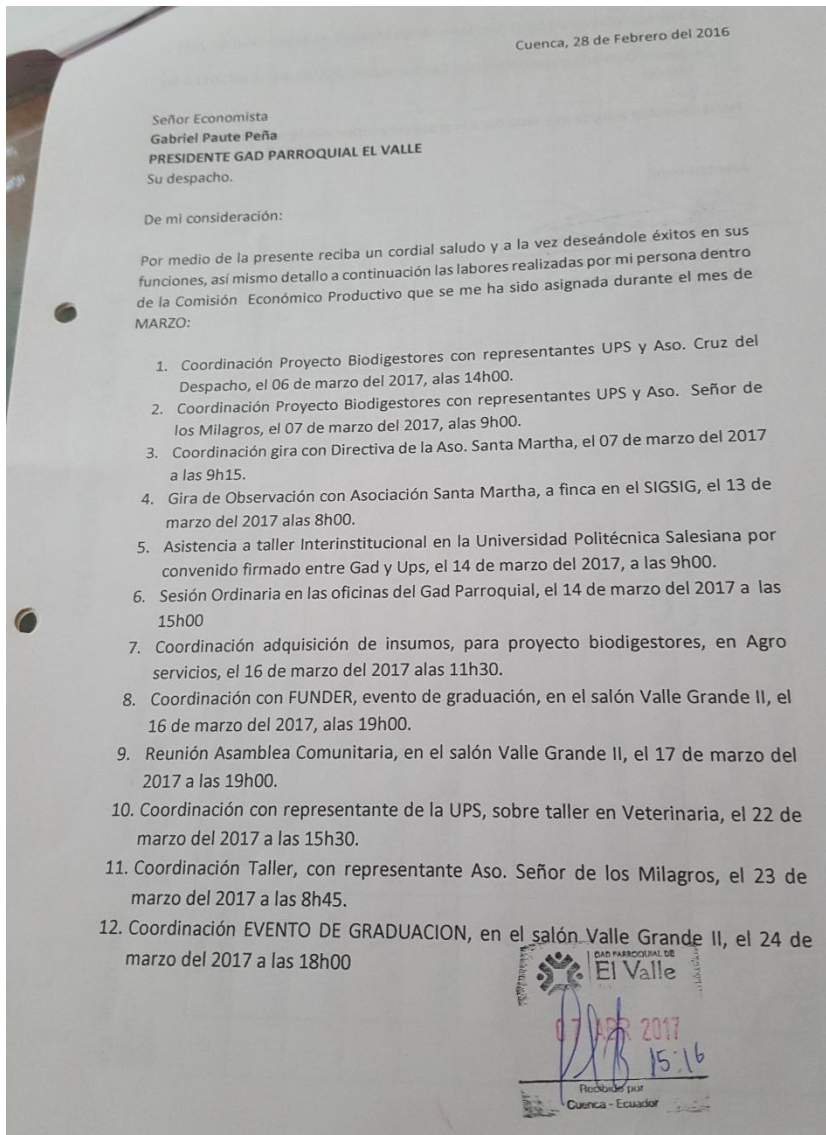 Cuenca, 28 de Febrero del 2016
Señor Economista
Gabriel Paute Peña
PRESIDENTE GAD PARROQUIAL EL VALLE
Su despacho.
De mi consideración:
Por medio de la presente reciba un cordial saludo y a la vez deseándole éxitos en sus
funciones, así mismo detallo a continuación las labores realizadas por mi persona dentro
de la Comisión Económico Productivo que se me ha sido asignada durante el mes de
MARZO:
1. Coordinación Proyecto Biodigestores con representantes UPS y Aso. Cruz del
Despacho, el 06 de marzo del 2017, alas 14h00.
2. Coordinación Proyecto Biodigestores con representantes UPS y Aso. Señor de
los Milagros, el 07 de marzo del 2017, alas 9h00.
3. Coordinación gira con Directiva de la Aso. Santa Martha, el 07 de marzo del 2017
a las 9h15.
4. Gira de Observación con Asociación Santa Martha, a finca en el SIGSIG, el 13 de
marzo del 2017 alas 8h00.
5. Asistencia a taller Interinstitucional en la Universidad Politécnica Salesiana por
convenido firmado entre Gad y Ups, el 14 de marzo del 2017, a las 9h00.
6. Sesión Ordinaria en las oficinas del Gad Parroquial, el 14 de marzo del 2017 a las
15h00
7. Coordinación adquisición de insumos, para proyecto biodigestores, en Agro
servicios, el 16 de marzo del 2017 alas 11h30.
8. Coordinación con FUNDER, evento de graduación, en el salón Valle Grande II, el
16 de marzo del 2017, alas 19h00.
9. Reunión Asamblea Comunitaria, en el salón Valle Grande II, el 17 de marzo del
2017 a las 19h00.
10. Coordinación con representante de la UPS, sobre taller en Veterinaria, el 22 de
marzo del 2017 a las 15h30.
11. Coordinación Taller, con representante Aso. Señor de los Milagros, el 23 de
marzo del 2017 a las 8h45.
12. Coordinación EVENTO DE GRADUACION, en el salón Valle Grande II, el 24 de
marzo del 2017 a las 18h00
GAD PARROQUIAL DE
El Valle
07 APR 2017
15:16
Recibido por
Cuenca - Ecuador